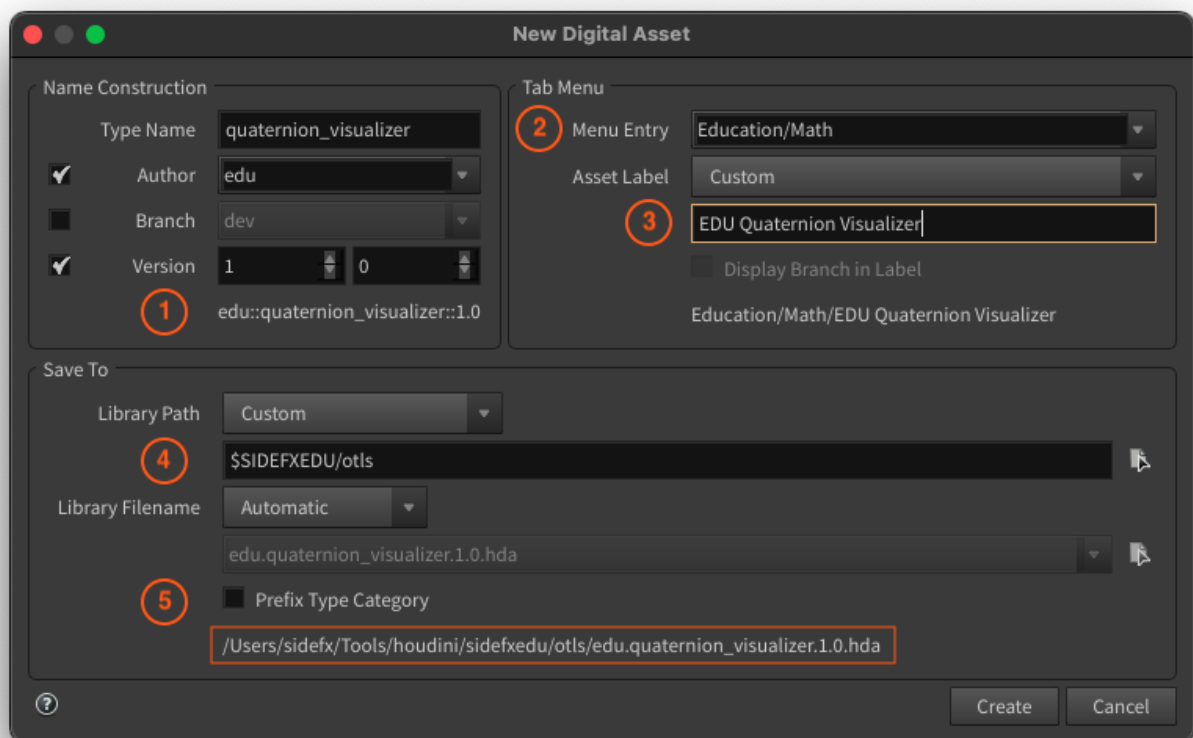 New Digital Asset
Name Construction
Type Name quaternion_visualizer
Author edu
Branch dev
Version 1 0
1 edu::quaternion_visualizer::1.0
Tab Menu
2 Menu Entry Education/Math
Asset Label Custom
3 EDU Quaternion Visualizer
Display Branch in Label
Education/Math/EDU Quaternion Visualizer
Save To
Library Path Custom
4 $SIDEFXEDU/otls
Library Filename Automatic
edu.quaternion_visualizer.1.0.hda
5 Prefix Type Category
/Users/sidefx/Tools/houdini/sidefxedu/otls/edu.quaternion_visualizer.1.0.hda
? Create Cancel